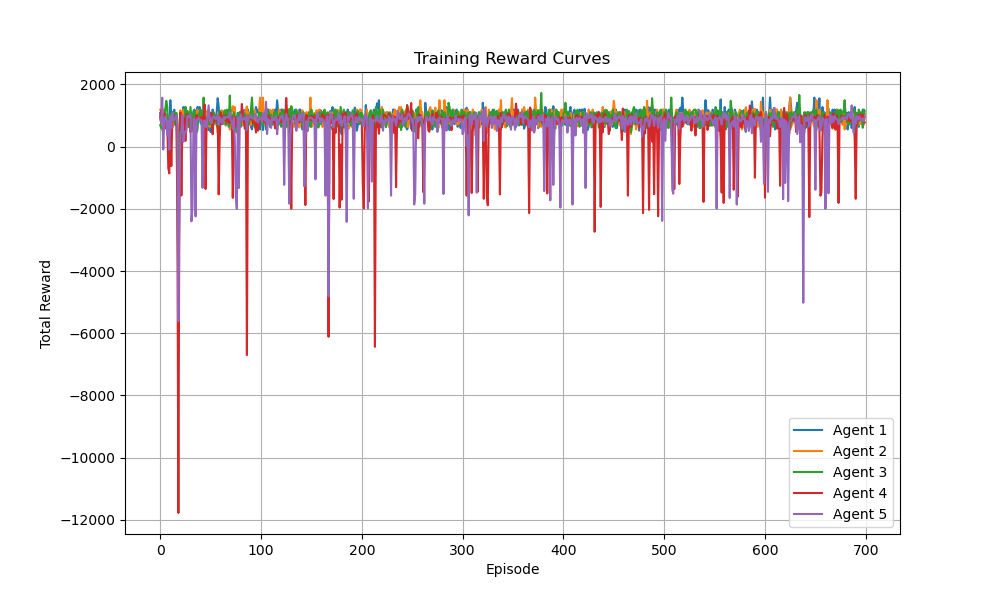 Training Reward Curves
2000
0
−2000
−4000
−6000
−8000
−10000
−12000
Total Reward
0 100 200 300 400 500 600 700
Episode
Agent 1
Agent 2
Agent 3
Agent 4
Agent 5